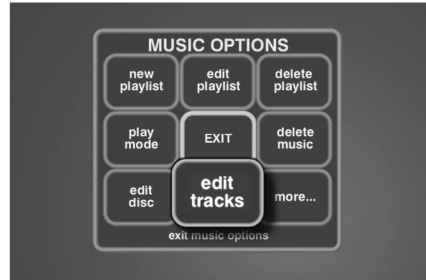 MUSIC OPTIONS
new
playlist
edit
playlist
delete
playlist
play
mode
EXIT
delete
music
edit
disc
edit
tracks
more...
exit music options